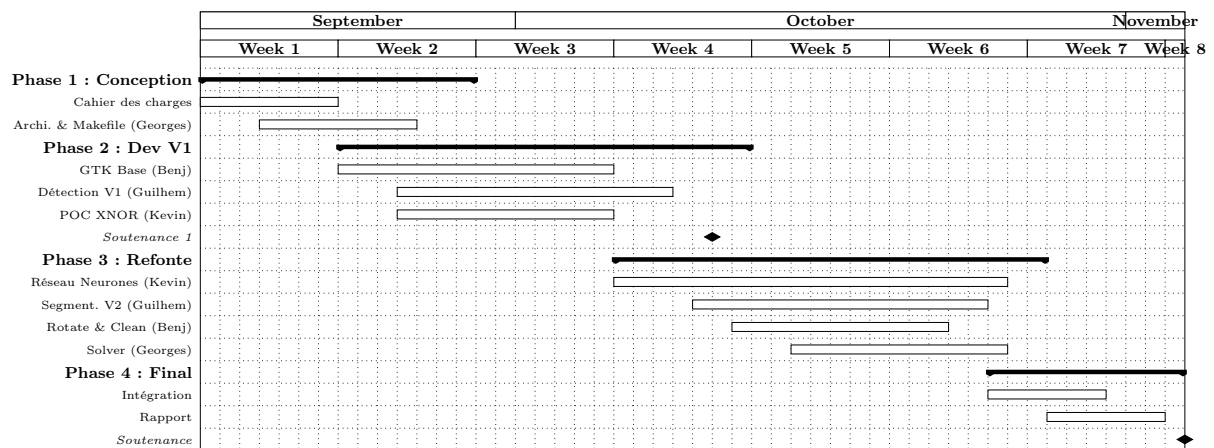 September October November
Week 1 Week 2 Week 3 Week 4 Week 5 Week 6 Week 7 Week 8
Phase 1 : Conception
Cahier des charges
Archi. & Makefile (Georges)
Phase 2 : Dev V1
GTK Base (Benj)
Détection V1 (Guilhem)
POC XNOR (Kevin)
Soutenance 1
Phase 3 : Refonte
Réseau Neurones (Kevin)
Segment. V2 (Guilhem)
Rotate & Clean (Benj)
Solver (Georges)
Phase 4 : Final
Intégration
Rapport
Soutenance